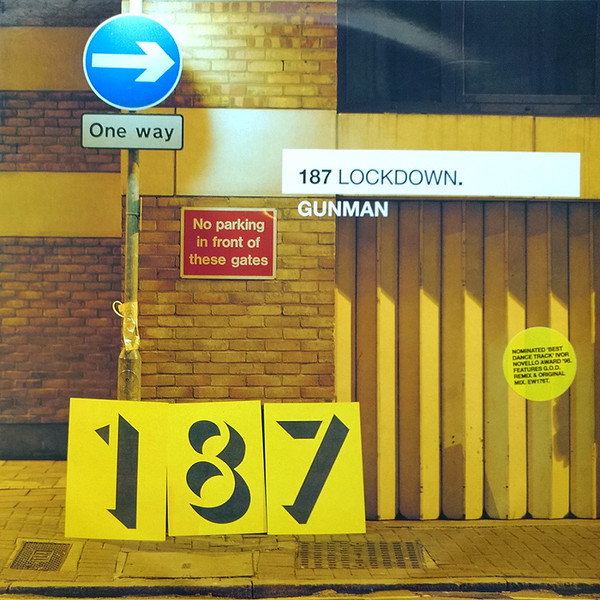 One way
187 LOCKDOWN.
GUNMAN
No parking
in front of
these gates
NOMINATED 'BEST
DANCE TRACK' IVOR
NOVELLO AWARD '98.
FEATURES G.O.D.
REMIX & ORIGINAL
MIX. EW176T.
187